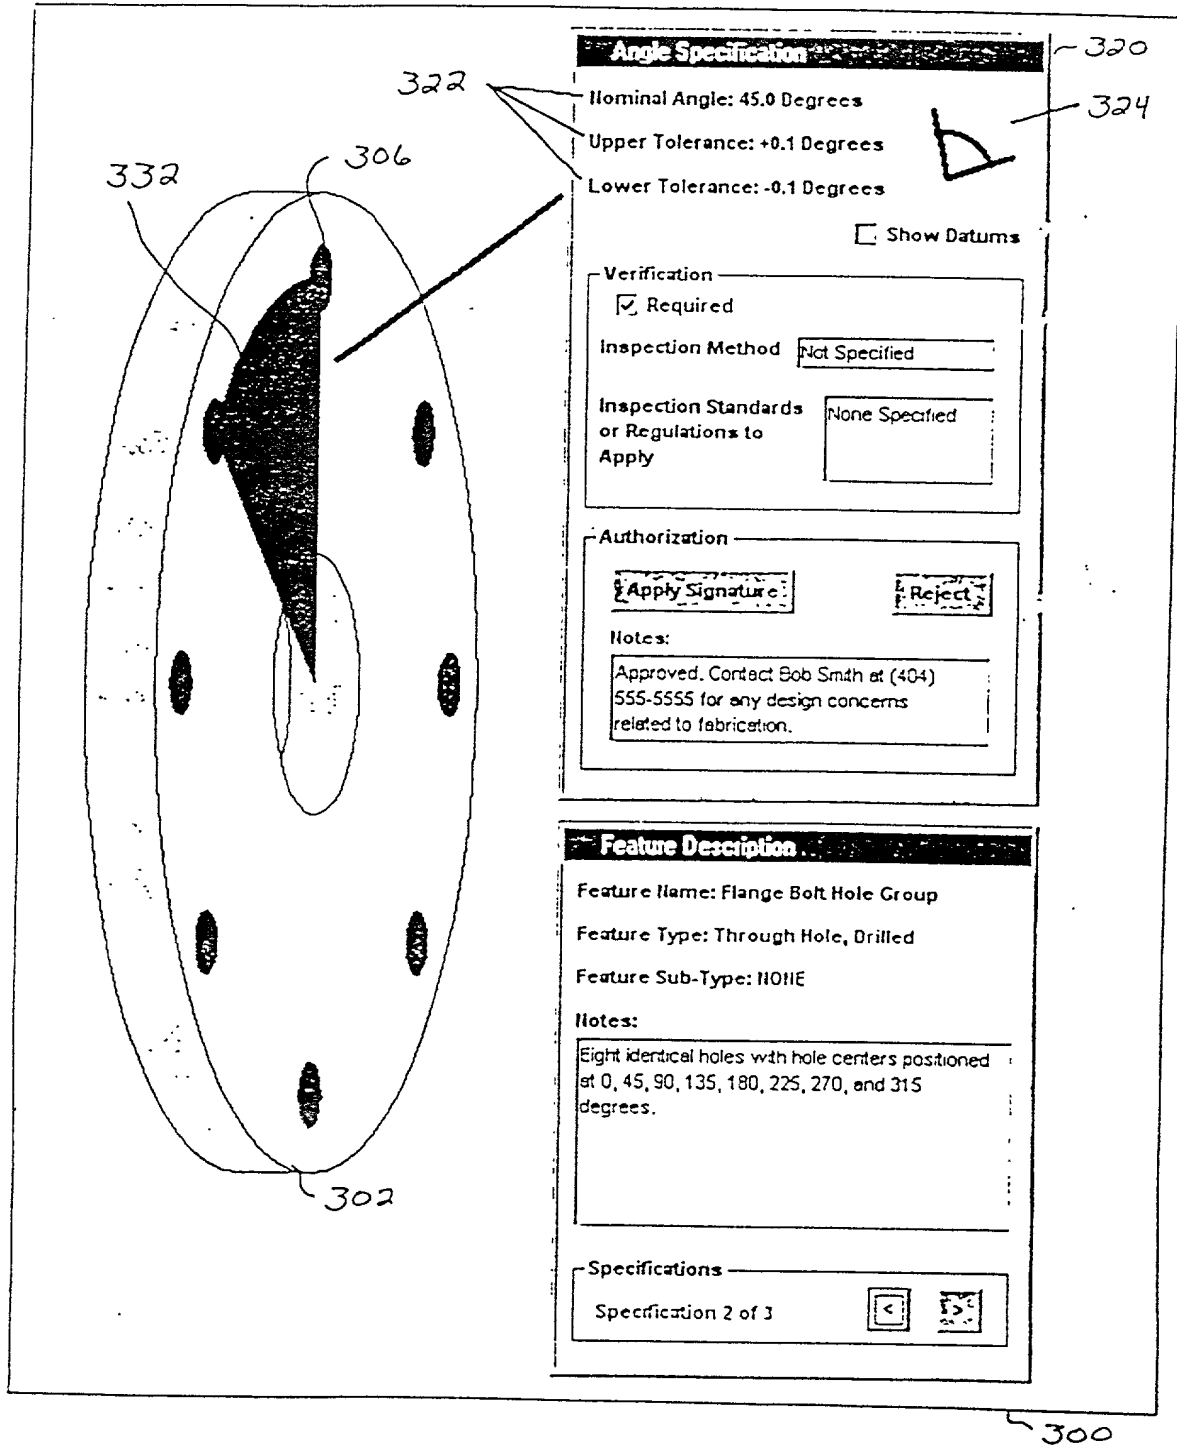 Angle Specification
320
322
Nominal Angle: 45.0 Degrees
324
Upper Tolerance: +0.1 Degrees
306
332
Lower Tolerance: -0.1 Degrees
Show Datums
Verification
Required
Inspection Method
Not Specified
Inspection Standards
or Regulations to
Apply
None Specified
Authorization
Apply Signature
Reject
Notes:
Approved. Contact Bob Smith at (404)
555-5555 for any design concerns
related to fabrication.
Feature Description
Feature Name: Flange Bolt Hole Group
Feature Type: Through Hole, Drilled
Feature Sub-Type: NONE
Notes:
Eight identical holes with hole centers positioned
at 0, 45, 90, 135, 180, 225, 270, and 315
degrees.
302
Specifications
Specification 2 of 3
<
>
300